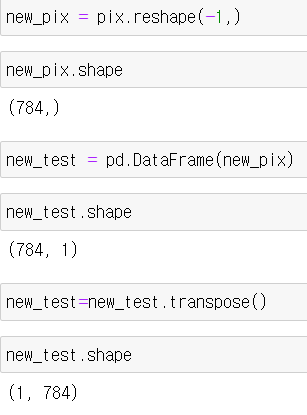 new_pix = pix.reshape(-1,)
new_pix.shape
(784,)
new_test = pd.DataFrame(new_pix)
new_test.shape
(784, 1)
new_test=new_test.transpose()
new_test.shape
(1, 784)